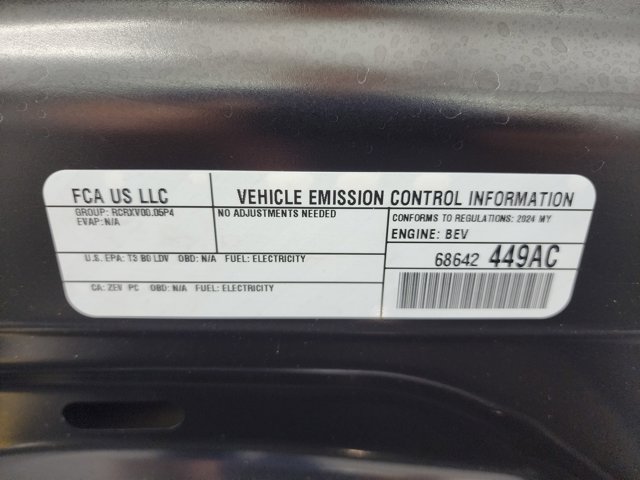 FCA US LLC
VEHICLE EMISSION CONTROL INFORMATION
GROUP: RCRXV00.05P4
EVAP: N/A
NO ADJUSTMENTS NEEDED
CONFORMS TO REGULATIONS: 2024 MY
ENGINE: BEV
U.S. EPA: T3 B0 LDV OBD: N/A FUEL: ELECTRICITY
68642 449AC
CA: ZEV PC OBD: N/A FUEL: ELECTRICITY